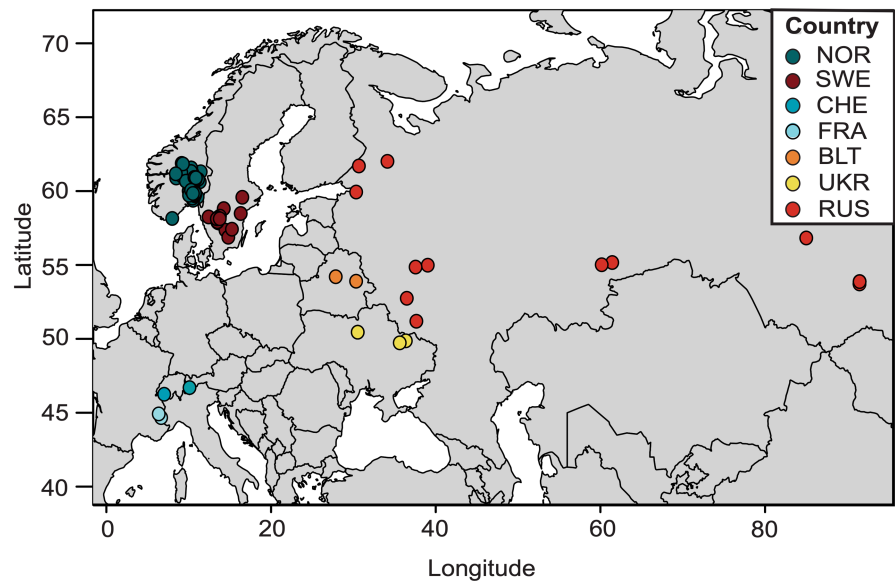 Country
NOR
SWE
CHE
FRA
BLT
UKR
RUS
70
65
60
55
50
45
40
Latitude
0 20 40 60 80
Longitude